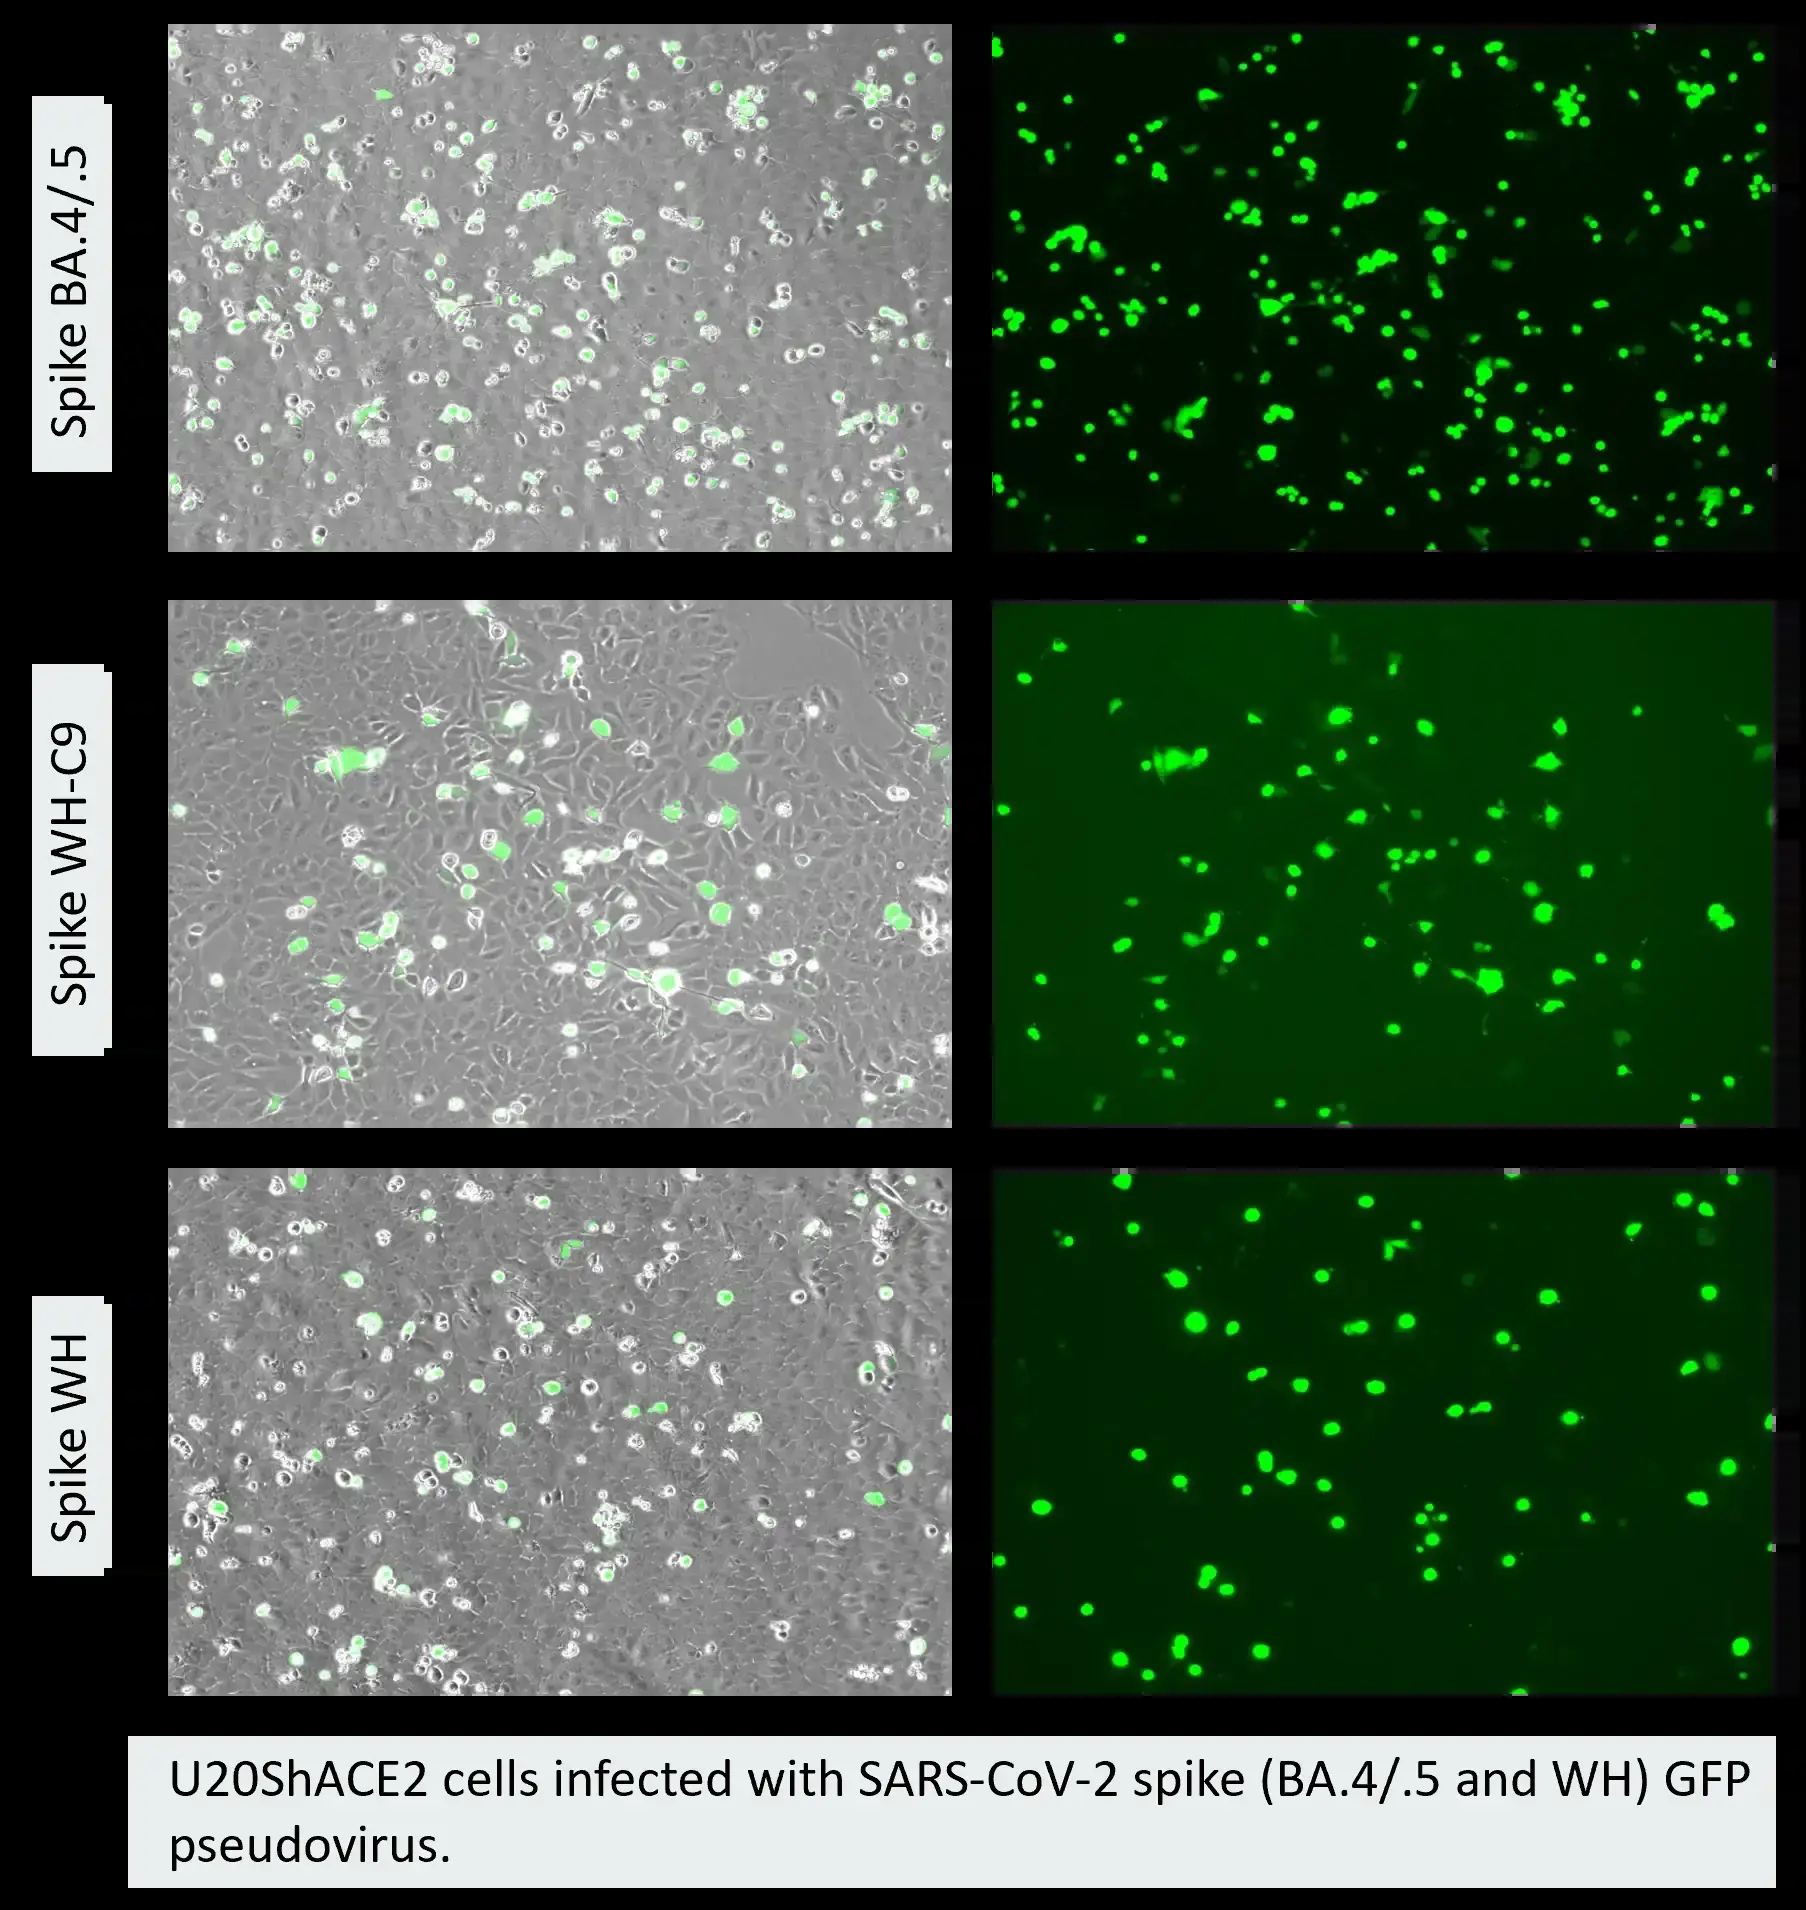 Spike BA.4/.5
Spike WH-C9
Spike WH
U20ShACE2 cells infected with SARS-CoV-2 spike (BA.4/.5 and WH) GFP
pseudovirus.